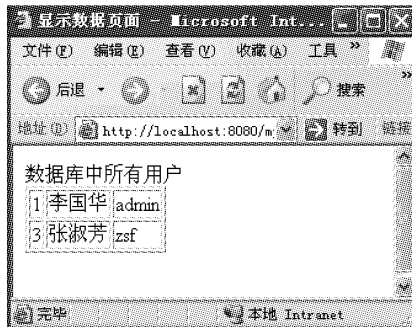 显示数据页面 - Microsoft Int...
文件(F) 编辑(E) 查看(V) 收藏(A) 工具 »
后退 搜索 »
地址(D) http://localhost:8080/m 转到 链接
数据库中所有用户
1 李国华 admin
3 张淑芳 zsf
完毕 本地 Intranet